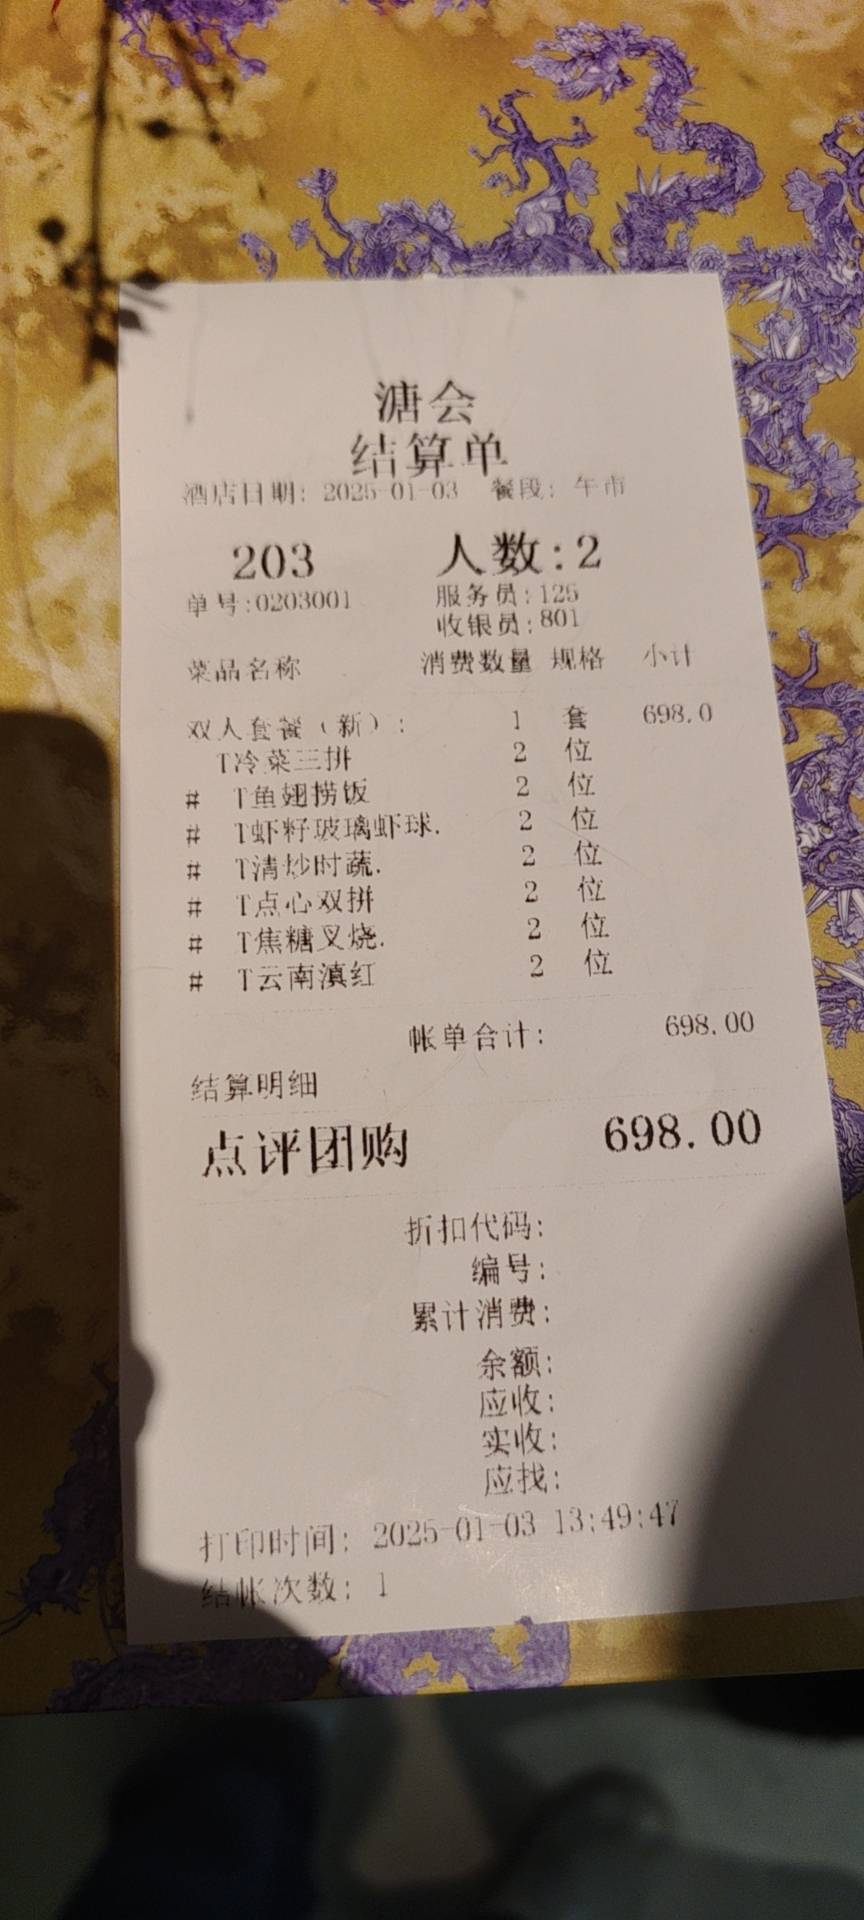 溏会
结算单
酒店日期: 2025-01-03 餐段: 午市
203 人数:2
单号:0203001 服务员:125
收银员:801
菜品名称 消费数量 规格 小计
双人套餐（新）: 1 套 698.0
T冷菜三拼 2 位
# T鱼翅捞饭 2 位
# T虾籽玻璃虾球. 2 位
# T清炒时蔬. 2 位
# T点心双拼 2 位
# T焦糖叉烧. 2 位
# T云南滇红 2 位
帐单合计: 698.00
结算明细
点评团购 698.00
折扣代码:
编号:
累计消费:
余额:
应收:
实收:
应找:
打印时间: 2025-01-03 13:49:47
结帐次数: 1